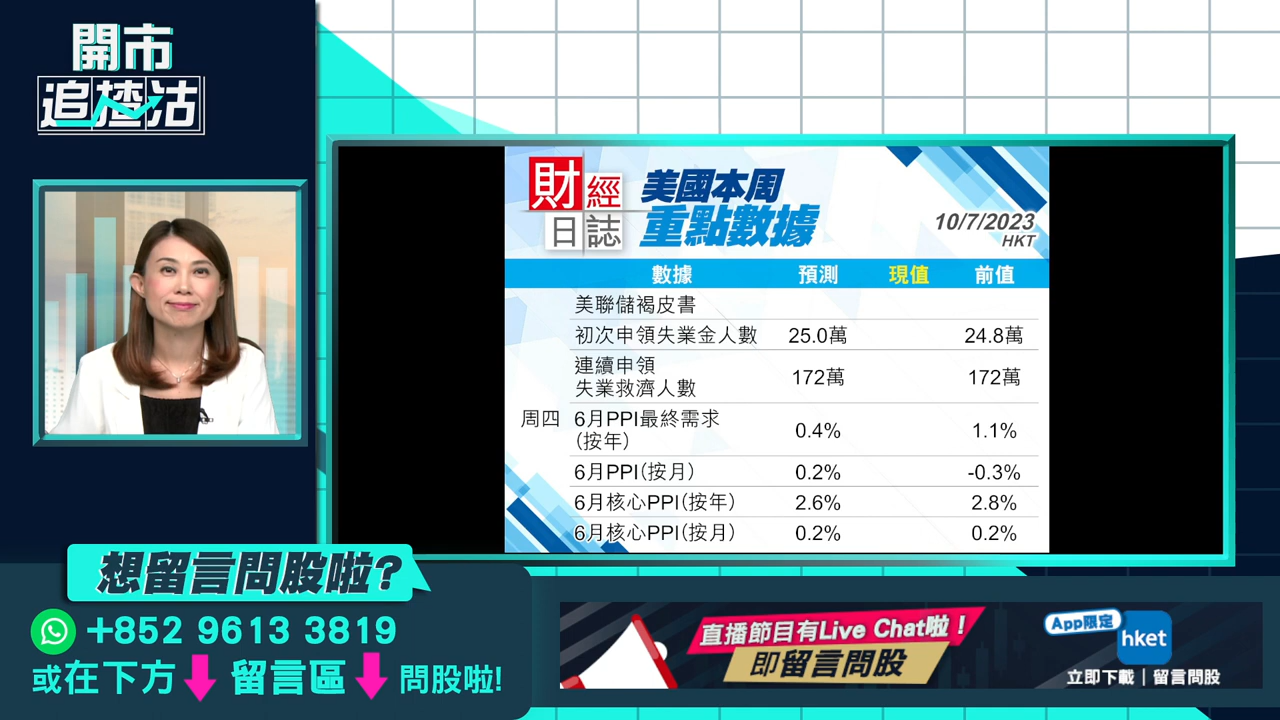 開市
追揸沽
財經
日誌
美國本周
重點數據
10/7/2023
HKT
數據 預測 現值 前值
美聯儲褐皮書
初次申領失業金人數 25.0萬 24.8萬
連續申領
失業救濟人數 172萬 172萬
周四 6月PPI最終需求
(按年) 0.4% 1.1%
6月PPI(按月) 0.2% -0.3%
6月核心PPI(按年) 2.6% 2.8%
6月核心PPI(按月) 0.2% 0.2%
想留言問股啦?
+852 9613 3819
或在下方 留言區 問股啦!
直播節目有Live Chat啦!
即留言問股
App限定
hket
立即下載|留言問股